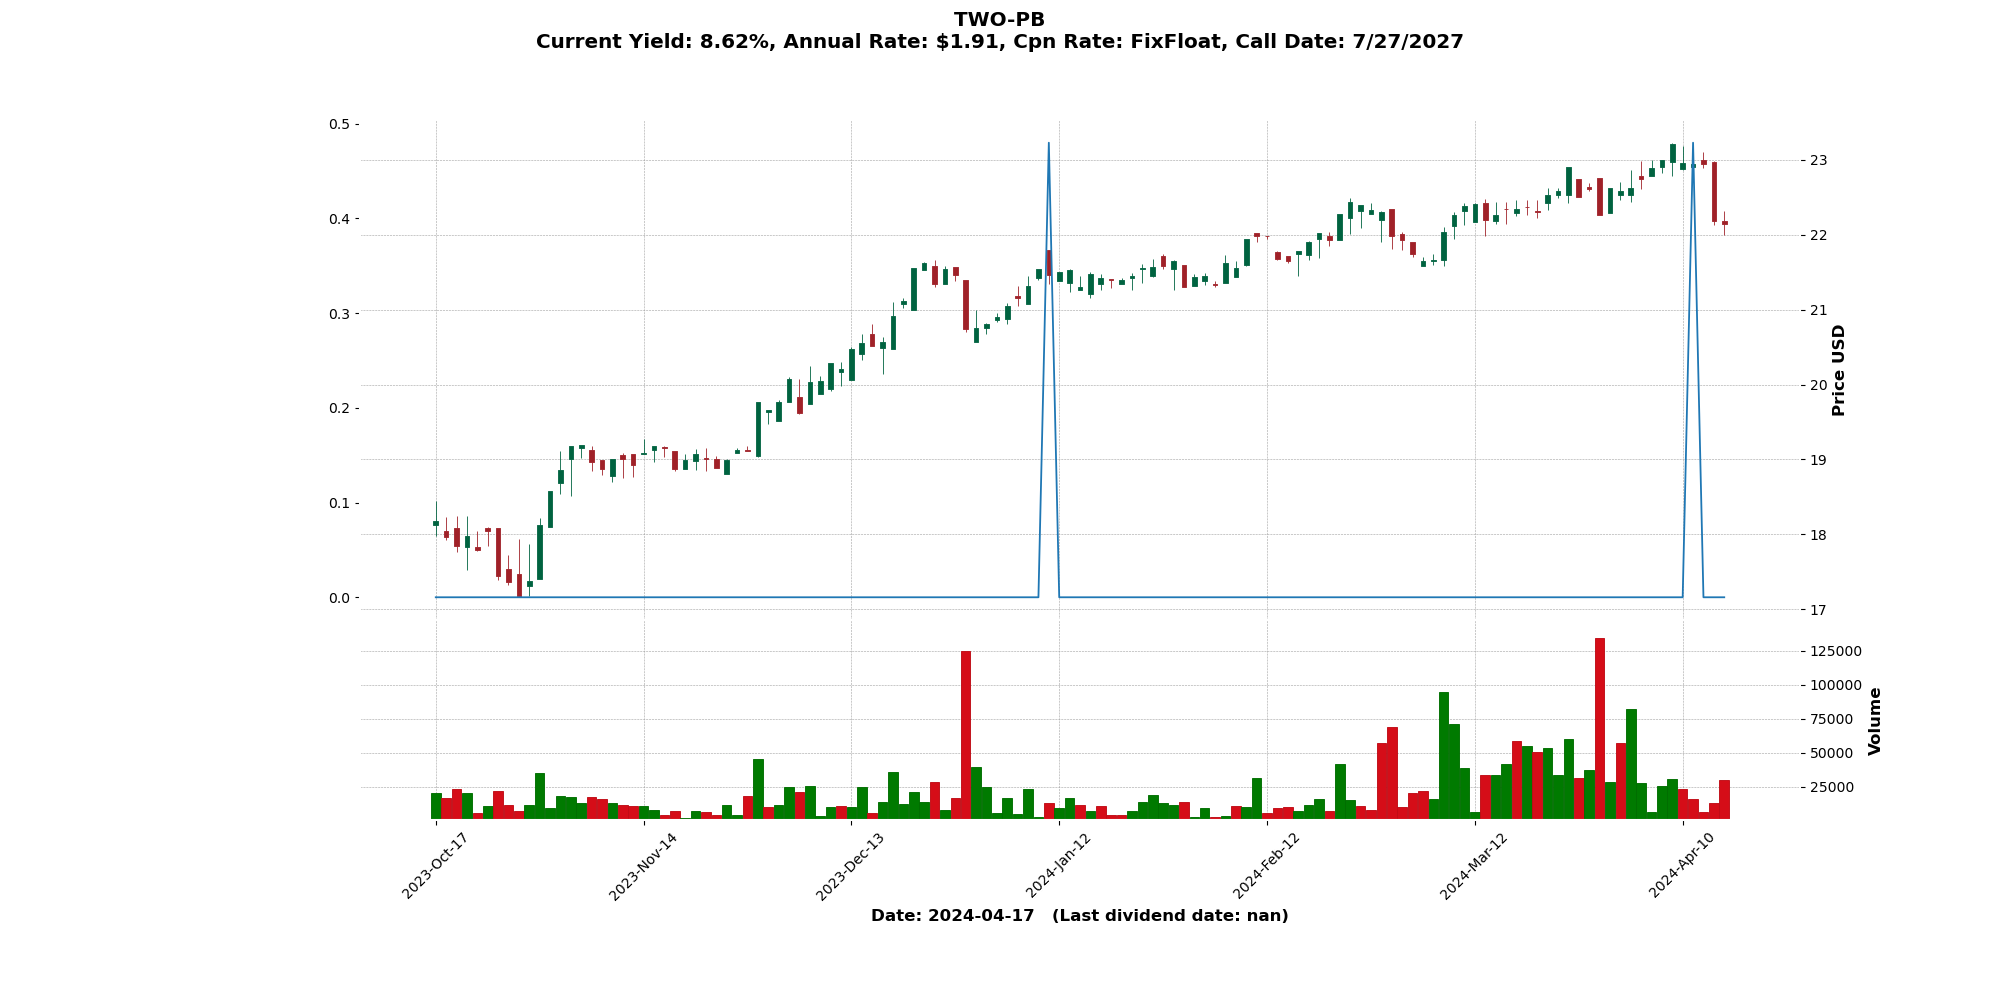 TWO-PB
Current Yield: 8.62%, Annual Rate: $1.91, Cpn Rate: FixFloat, Call Date: 7/27/2027
0.5
0.4
0.3
0.2
0.1
0.0
23
22
21
20
19
18
17
Price USD
125000
100000
75000
50000
25000
Volume
2023-Oct-17
2023-Nov-14
2023-Dec-13
2024-Jan-12
2024-Feb-12
2024-Mar-12
2024-Apr-10
Date: 2024-04-17 (Last dividend date: nan)